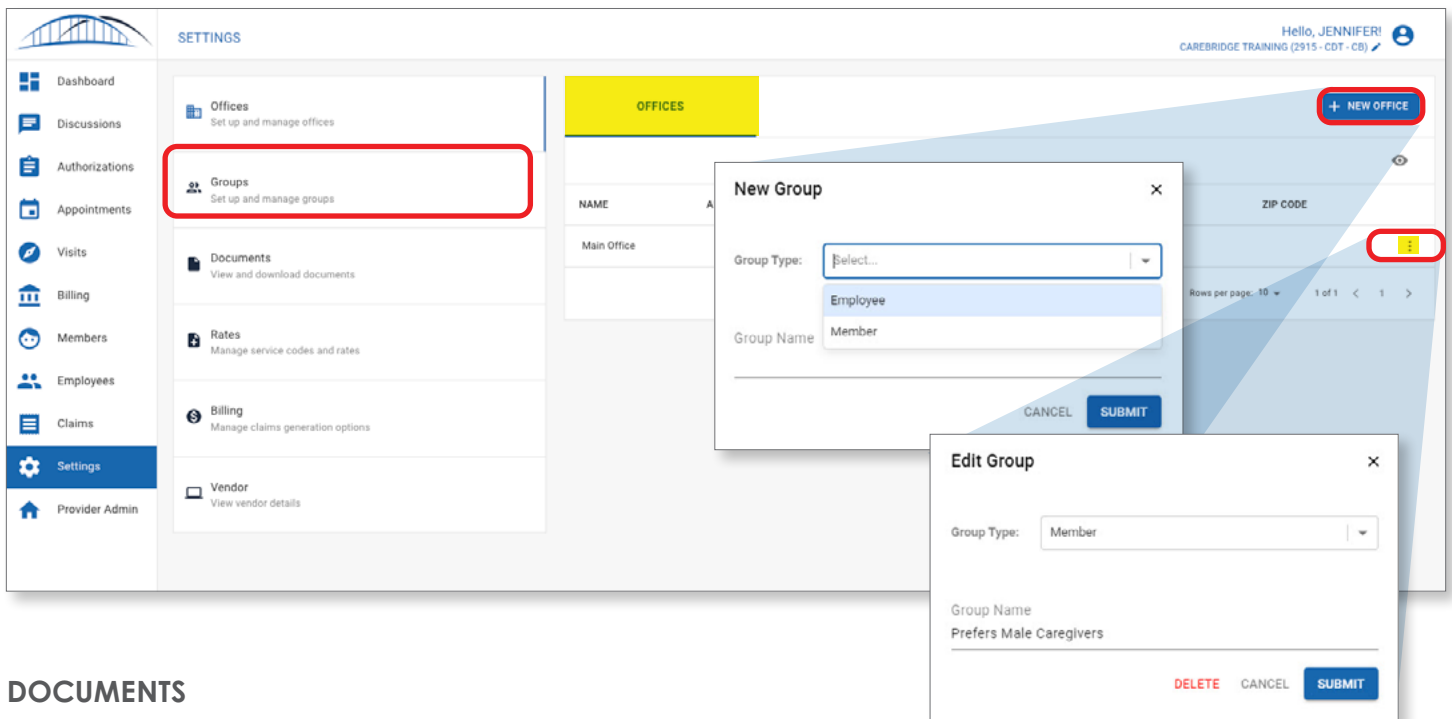 SETTINGS
Hello, JENNIFER!
CAREBRIDGE TRAINING (2915 - CDT - CB)
Dashboard
Discussions
Authorizations
Appointments
Visits
Billing
Members
Employees
Claims
Settings
Provider Admin
Offices
Set up and manage offices
Groups
Set up and manage groups
Documents
View and download documents
Rates
Manage service codes and rates
Billing
Manage claims generation options
Vendor
View vendor details
OFFICES
+ NEW OFFICE
NAME
A
ZIP CODE
Main Office
Rows per page: 10
1 of 1 < 1 >
New Group
×
Group Type:
Select...
Employee
Member
Group Name
CANCEL
SUBMIT
Edit Group
×
Group Type:
Member
Group Name
Prefers Male Caregivers
DELETE CANCEL SUBMIT
DOCUMENTS